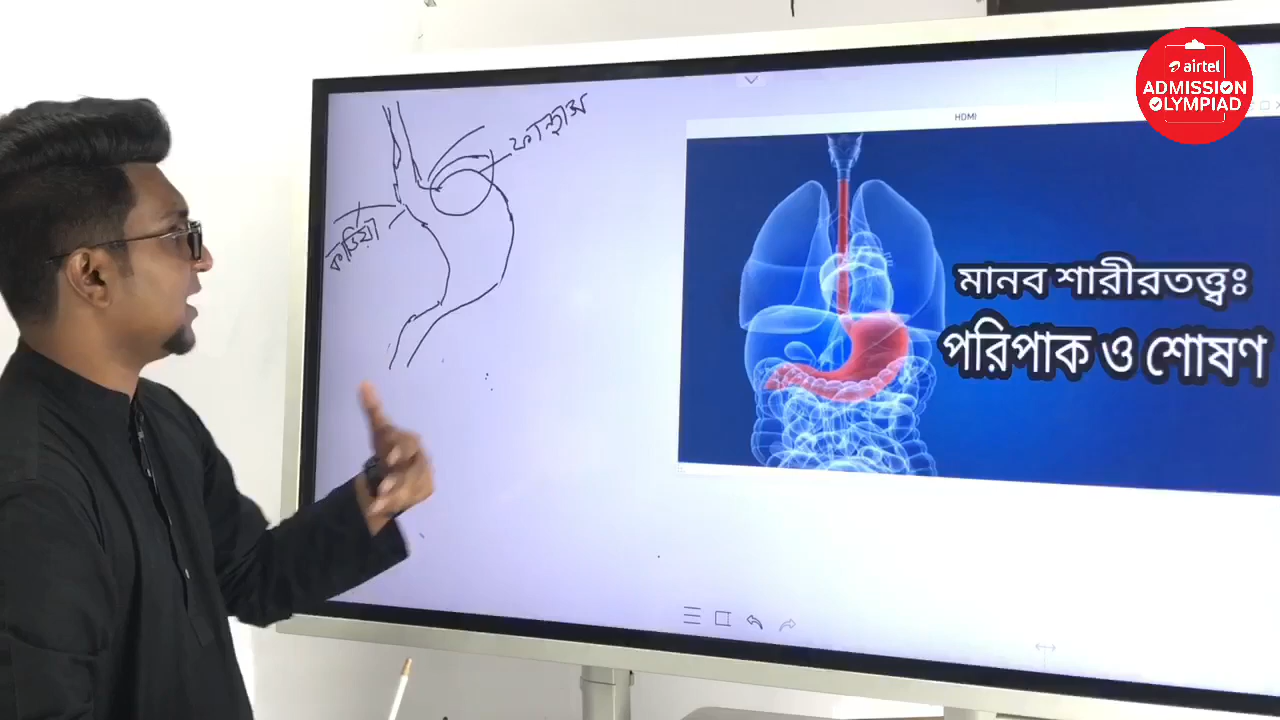 airtel
ADMISSION
OLYMPIAD
HDMI
ফান্ডাস
কার্ডিয়া
মানব শারীরতত্ত্বঃ
পরিপাক ও শোষণ